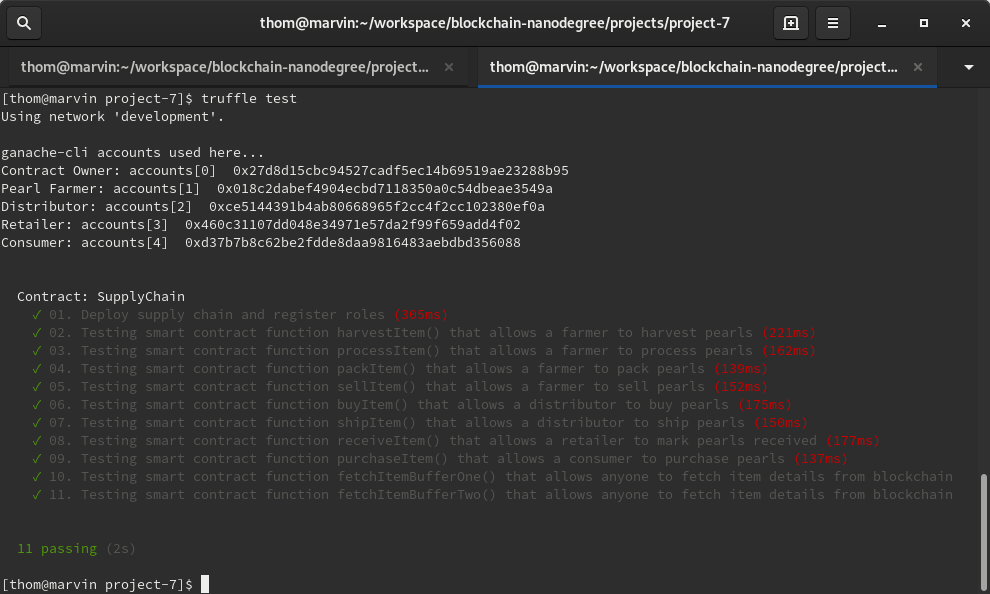 thom@marvin:~/workspace/blockchain-nanodegree/projects/project-7
thom@marvin:~/workspace/blockchain-nanodegree/project...
thom@marvin:~/workspace/blockchain-nanodegree/project...
[thom@marvin project-7]$ truffle test
Using network 'development'.
ganache-cli accounts used here...
Contract Owner: accounts[0]  0x27d8d15cbc94527cadf5ec14b69519ae23288b95
Pearl Farmer: accounts[1]  0x018c2dabef4904ecbd7118350a0c54dbeae3549a
Distributor: accounts[2]  0xce5144391b4ab80668965f2cc4f2cc102380ef0a
Retailer: accounts[3]  0x460c31107dd048e34971e57da2f99f659add4f02
Consumer: accounts[4]  0xd37b7b8c62be2fdde8daa9816483aebdbd356088
Contract: SupplyChain
✓ 01. Deploy supply chain and register roles (305ms)
✓ 02. Testing smart contract function harvestItem() that allows a farmer to harvest pearls (221ms)
✓ 03. Testing smart contract function processItem() that allows a farmer to process pearls (162ms)
✓ 04. Testing smart contract function packItem() that allows a farmer to pack pearls (139ms)
✓ 05. Testing smart contract function sellItem() that allows a farmer to sell pearls (152ms)
✓ 06. Testing smart contract function buyItem() that allows a distributor to buy pearls (175ms)
✓ 07. Testing smart contract function shipItem() that allows a distributor to ship pearls (150ms)
✓ 08. Testing smart contract function receiveItem() that allows a retailer to mark pearls received (177ms)
✓ 09. Testing smart contract function purchaseItem() that allows a consumer to purchase pearls (137ms)
✓ 10. Testing smart contract function fetchItemBufferOne() that allows anyone to fetch item details from blockchain
✓ 11. Testing smart contract function fetchItemBufferTwo() that allows anyone to fetch item details from blockchain
11 passing (2s)
[thom@marvin project-7]$